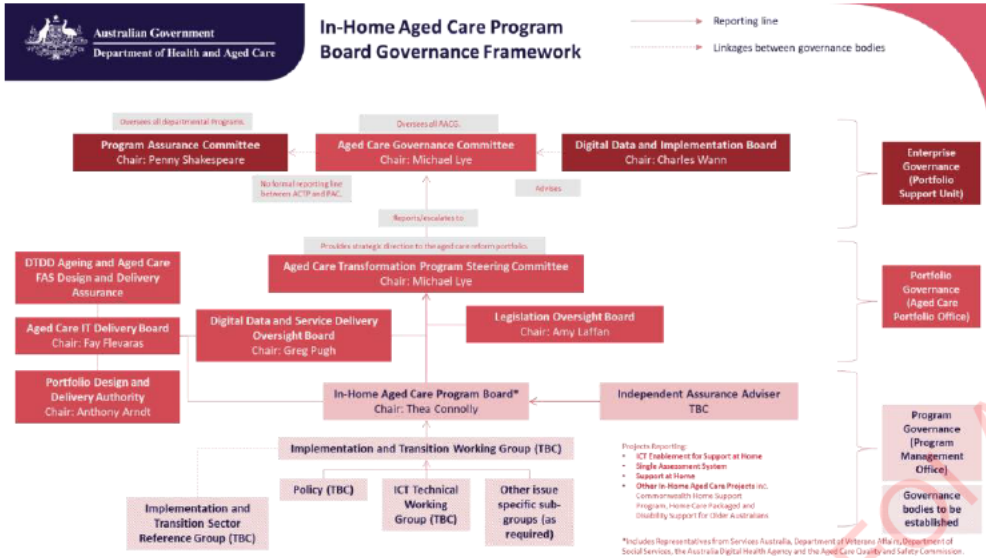 Australian Government
Department of Health and Aged Care
In-Home Aged Care Program
Board Governance Framework
Reporting line
Linkages between governance bodies
Oversees all departmental Programs.
Oversees all AACG.
Program Assurance Committee
Chair: Penny Shakespeare
Aged Care Governance Committee
Chair: Michael Lye
Digital Data and Implementation Board
Chair: Charles Wann
Enterprise
Governance
(Portfolio
Support Unit)
No formal reporting line
between ACTP and PAC.
Advises
Reports/escalates to
Provides strategic direction to the aged care reform portfolio.
Aged Care Transformation Program Steering Committee
Chair: Michael Lye
DTDD Ageing and Aged Care
FAS Design and Delivery
Assurance
Portfolio
Governance
(Aged Care
Portfolio Office)
Aged Care IT Delivery Board
Chair: Fay Flevaras
Digital Data and Service Delivery
Oversight Board
Chair: Greg Pugh
Legislation Oversight Board
Chair: Amy Laffan
Portfolio Design and
Delivery Authority
Chair: Anthony Arndt
In-Home Aged Care Program Board*
Chair: Thea Connolly
Independent Assurance Adviser
TBC
Program
Governance
(Program
Management
Office)
Implementation and Transition Working Group (TBC)
Projects Reporting:
• ICT Enablement for Support at Home
• Single Assessment System
• Support at Home
• Other In-Home Aged Care Projects inc.
Commonwealth Home Support
Program, Home Care Packaged and
Disability Support for Older Australians
Policy (TBC)
ICT Technical
Working
Group (TBC)
Other issue
specific sub-
groups (as
required)
Implementation and
Transition Sector
Reference Group (TBC)
Governance
bodies to be
established
*Includes Representatives from Services Australia, Department of Veterans Affairs, Department of
Social Services, the Australia Digital Health Agency and the Aged Care Quality and Safety Commission.